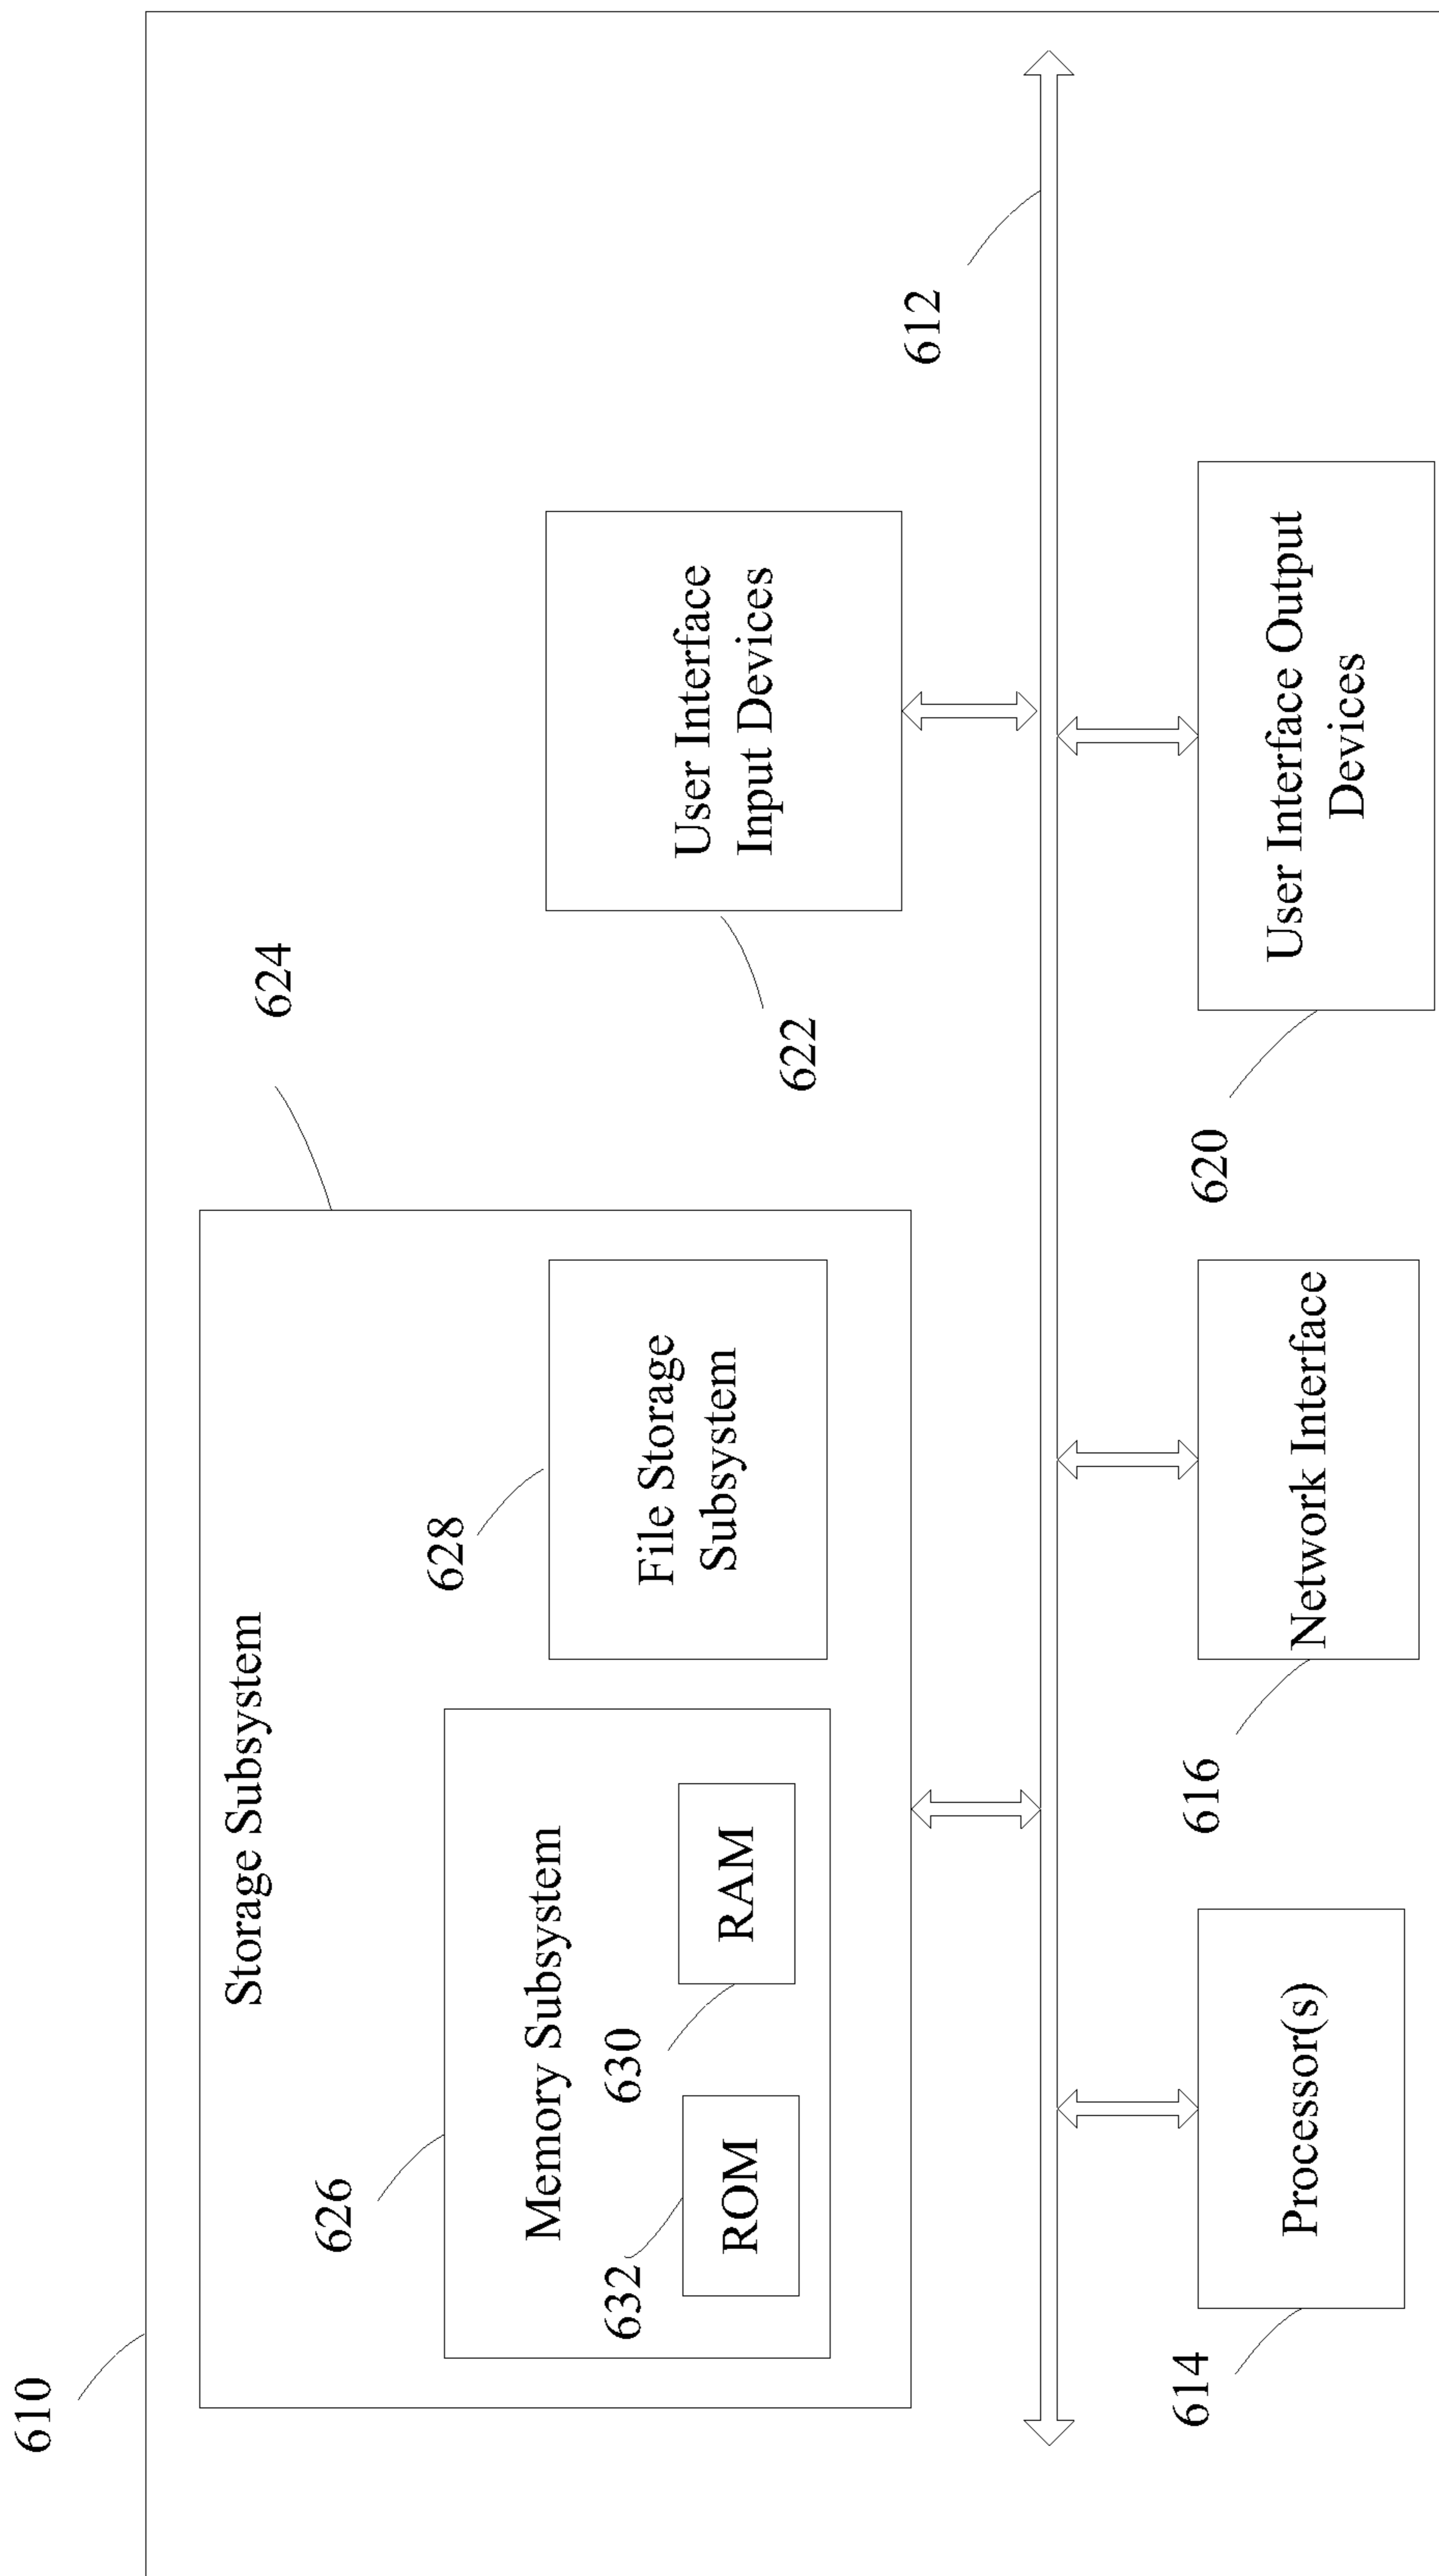 610
Storage Subsystem
624
626
Memory Subsystem
632
ROM
630
RAM
628
File Storage
Subsystem
622
User Interface
Input Devices
612
614
Processor(s)
616
Network Interface
620
User Interface Output
Devices